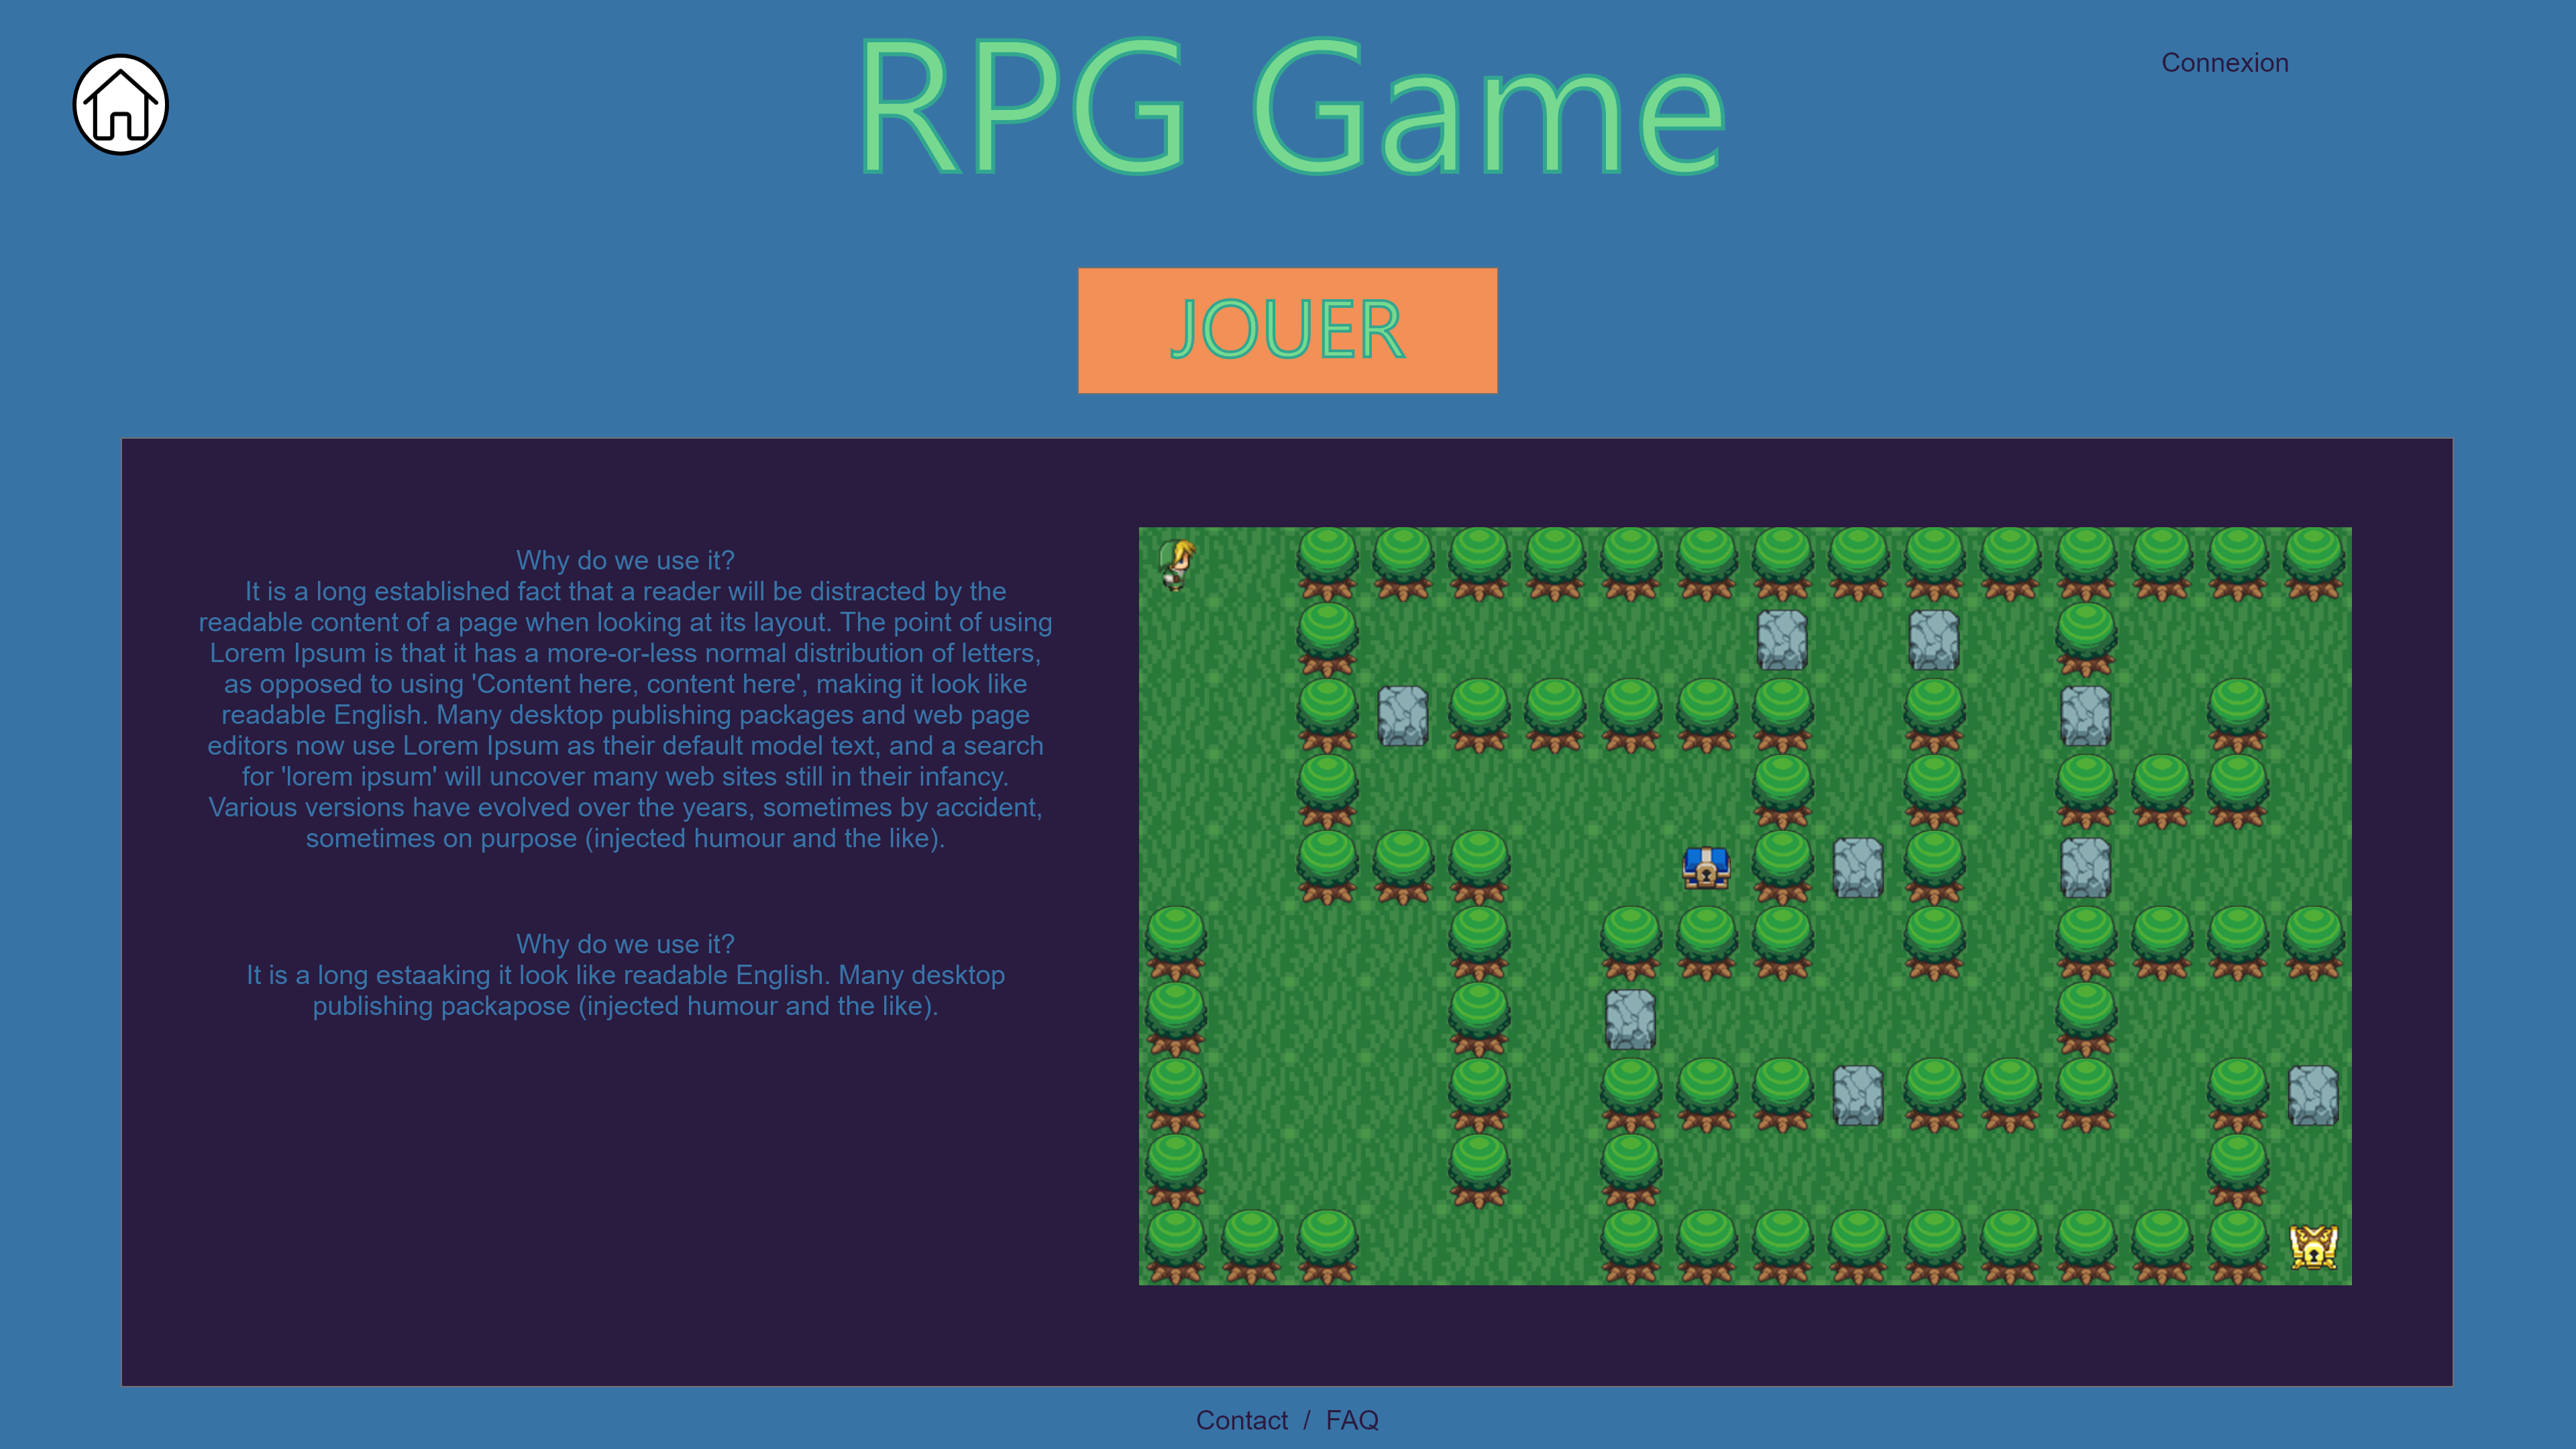 RPG Game
Connexion
JOUER
Why do we use it?
It is a long established fact that a reader will be distracted by the
readable content of a page when looking at its layout. The point of using
Lorem Ipsum is that it has a more-or-less normal distribution of letters,
as opposed to using 'Content here, content here', making it look like
readable English. Many desktop publishing packages and web page
editors now use Lorem Ipsum as their default model text, and a search
for 'lorem ipsum' will uncover many web sites still in their infancy.
Various versions have evolved over the years, sometimes by accident,
sometimes on purpose (injected humour and the like).
Why do we use it?
It is a long estaaking it look like readable English. Many desktop
publishing packapose (injected humour and the like).
Contact / FAQ